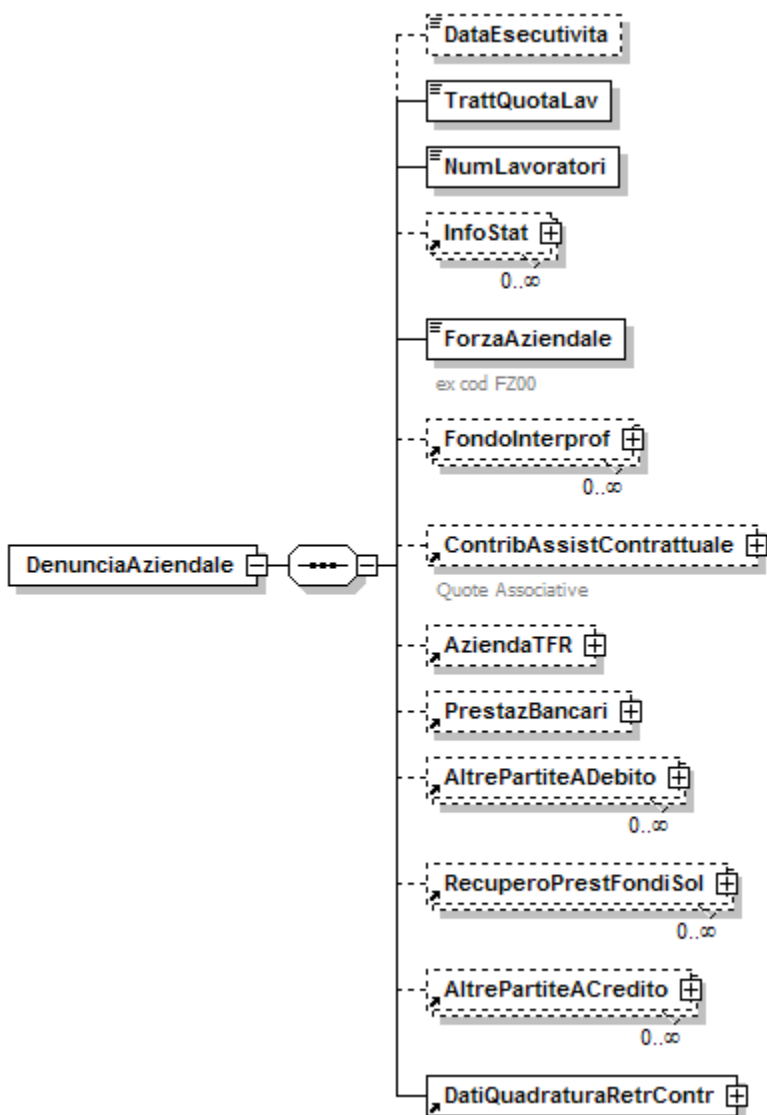 DataEsecutivita
TrattQuotaLav
NumLavoratori
InfoStat
0..∞
ForzaAziendale
ex cod FZ00
FondoInterprof
0..∞
DenunciaAziendale
ContribAssistContrattuale
Quote Associative
AziendaTFR
PrestazBancari
AltrePartiteADebito
0..∞
RecuperoPrestFondiSol
0..∞
AltrePartiteACredito
0..∞
DatiQuadraturaRetrContr